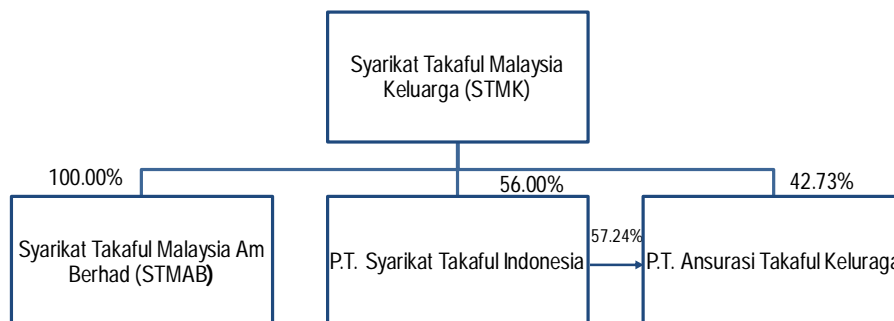 Syarikat Takaful Malaysia
Keluarga (STMK)
100.00%
56.00%
42.73%
Syarikat Takaful Malaysia Am
Berhad (STMAB)
P.T. Syarikat Takaful Indonesia
57.24%
P.T. Ansurasi Takaful Keluraga